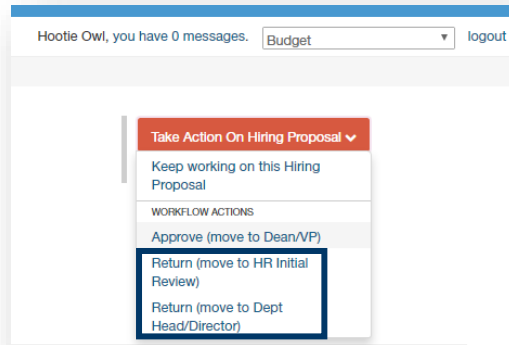 Hootie Owl, you have 0 messages. Budget logout
Take Action On Hiring Proposal
Keep working on this Hiring
Proposal
WORKFLOW ACTIONS
Approve (move to Dean/VP)
Return (move to HR Initial
Review)
Return (move to Dept
Head/Director)